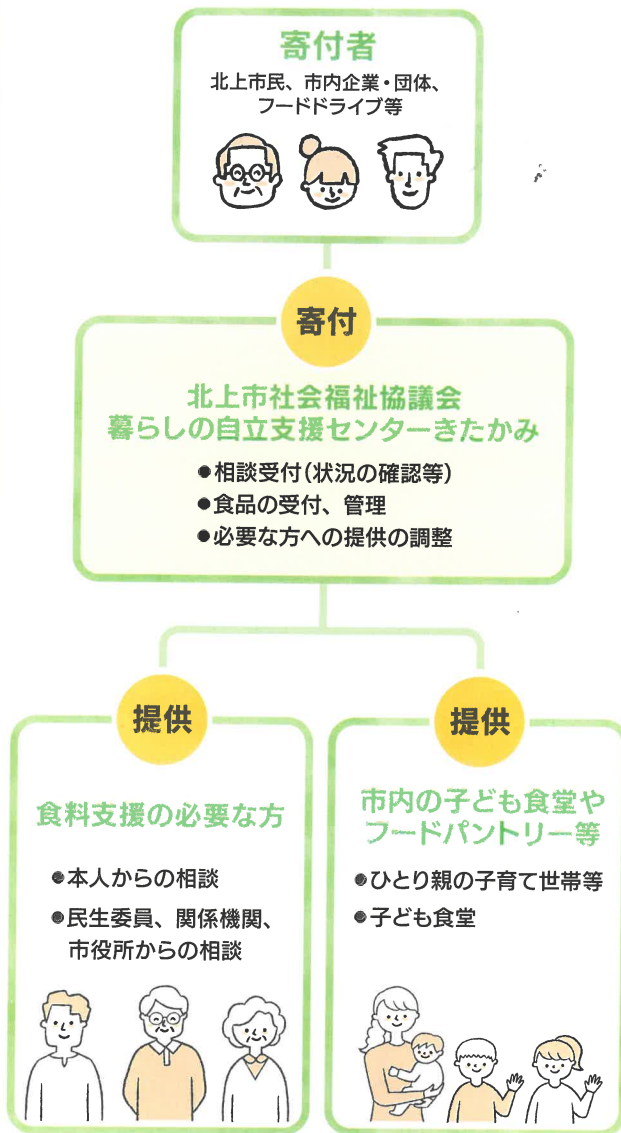 寄付者
北上市民、市内企業・団体、
フードドライブ等
寄付
北上市社会福祉協議会
暮らしの自立支援センターきたかみ
●相談受付(状況の確認等)
●食品の受付、管理
●必要な方への提供の調整
提供
食料支援の必要な方
●本人からの相談
●民生委員、関係機関、
市役所からの相談
提供
市内の子ども食堂や
フードパントリー等
●ひとり親の子育て世帯等
●子ども食堂